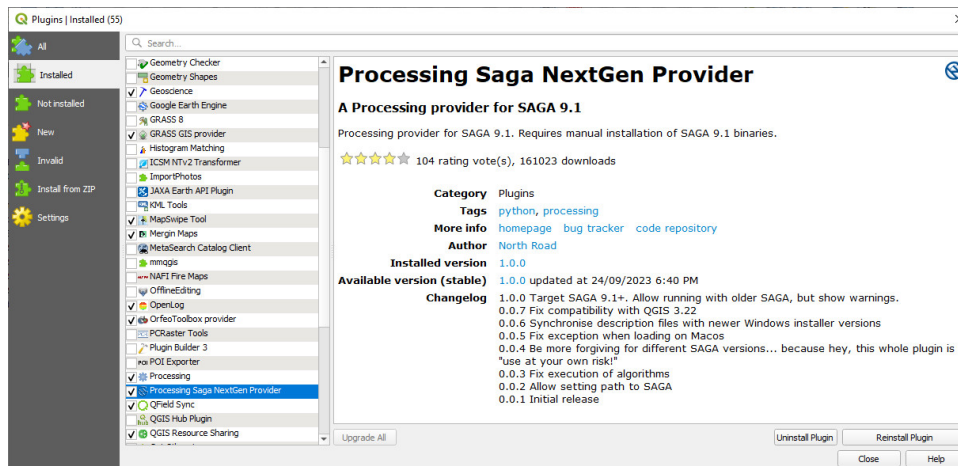 Plugins | Installed (55)
All
Installed
Not installed
New
Invalid
Install from ZIP
Settings
Search...
Geometry Checker
Geometry Shapes
Geoscience
Google Earth Engine
GRASS 8
GRASS GIS provider
Histogram Matching
ICSM NTv2 Transformer
ImportPhotos
JAXA Earth API Plugin
KML Tools
MapSwipe Tool
Mergin Maps
MetaSearch Catalog Client
mmqgis
NAFI Fire Maps
OfflineEditing
OpenLog
OrfeoToolbox provider
PCRaster Tools
Plugin Builder 3
POI POI Exporter
Processing
Processing Saga NextGen Provider
QField Sync
QGIS Hub Plugin
QGIS Resource Sharing
Processing Saga NextGen Provider
A Processing provider for SAGA 9.1
Processing provider for SAGA 9.1. Requires manual installation of SAGA 9.1 binaries.
104 rating vote(s), 161023 downloads
Category Plugins
Tags python, processing
More info homepage bug tracker code repository
Author North Road
Installed version 1.0.0
Available version (stable) 1.0.0 updated at 24/09/2023 6:40 PM
Changelog 1.0.0 Target SAGA 9.1+. Allow running with older SAGA, but show warnings.
0.0.7 Fix compatibility with QGIS 3.22
0.0.6 Synchronise description files with newer Windows installer versions
0.0.5 Fix exception when loading on Macos
0.0.4 Be more forgiving for different SAGA versions... because hey, this whole plugin is
"use at your own risk!"
0.0.3 Fix execution of algorithms
0.0.2 Allow setting path to SAGA
0.0.1 Initial release
Upgrade All
Uninstall Plugin
Reinstall Plugin
Close
Help